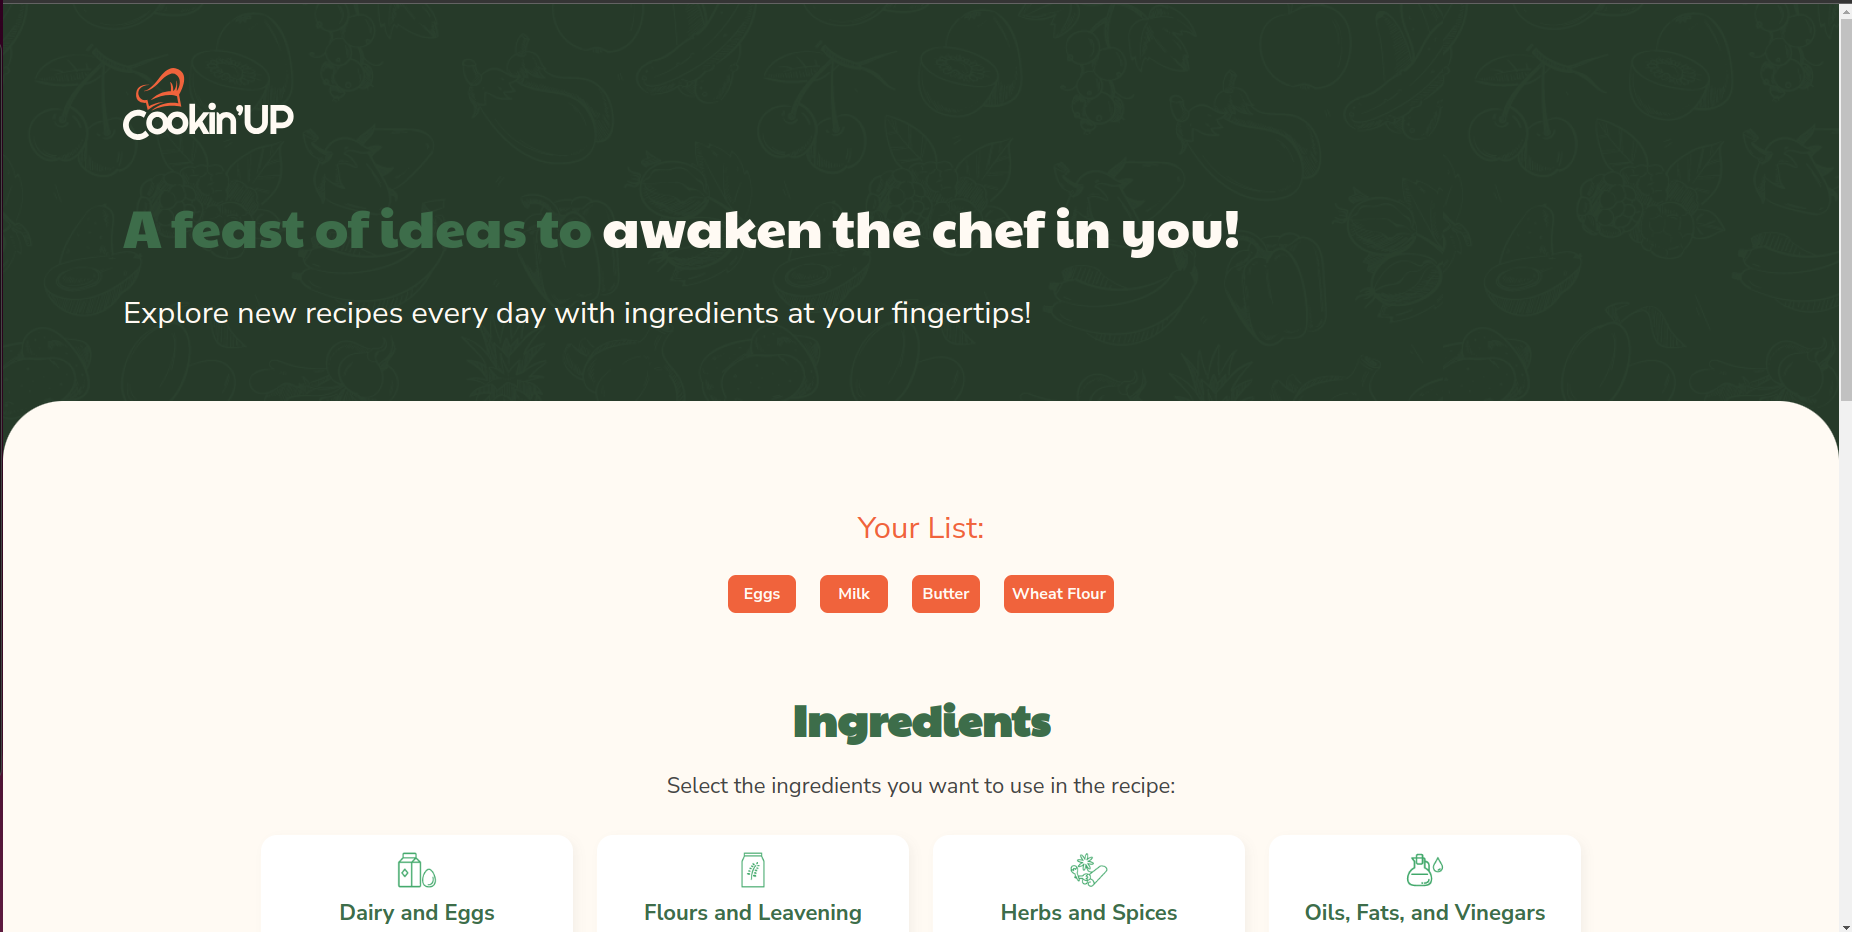 Cookin'UP
A feast of ideas to awaken the chef in you!
Explore new recipes every day with ingredients at your fingertips!
Your List:
Eggs Milk Butter Wheat Flour
Ingredients
Select the ingredients you want to use in the recipe:
Dairy and Eggs Flours and Leavening Herbs and Spices Oils, Fats, and Vinegars